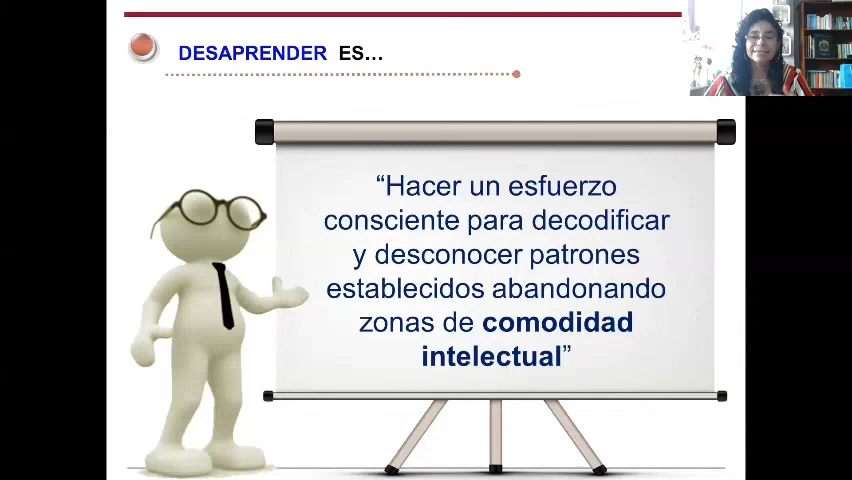 DESAPRENDER ES...
“Hacer un esfuerzo
consciente para decodificar
y desconocer patrones
establecidos abandonando
zonas de comodidad
intelectual”